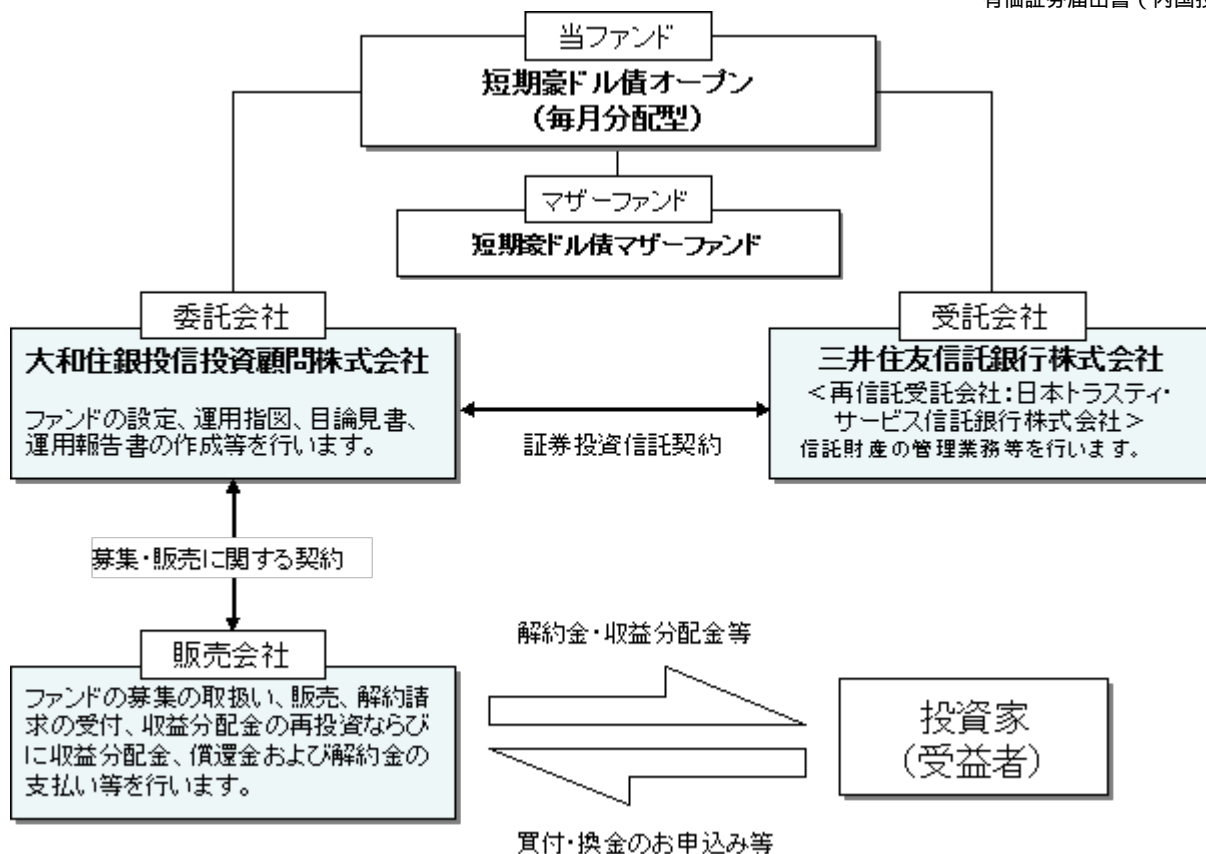 当ファンド
短期豪ドル債オープン
（毎月分配型）
マザーファンド
短期豪ドル債マザーファンド
委託会社
大和住銀投信投資顧問株式会社
ファンドの設定、運用指図、目論見書、
運用報告書の作成等を行います。
証券投資信託契約
受託会社
三井住友信託銀行株式会社
＜再信託受託会社：日本トラスティ・
サービス信託銀行株式会社＞
信託財産の管理業務等を行います。
募集・販売に関する契約
販売会社
ファンドの募集の取扱い、販売、解約請
求の受付、収益分配金の再投資ならび
に収益分配金、償還金および解約金の
支払い等を行います。
解約金・収益分配金等
投資家
（受益者）
買付・換金のお申込み等